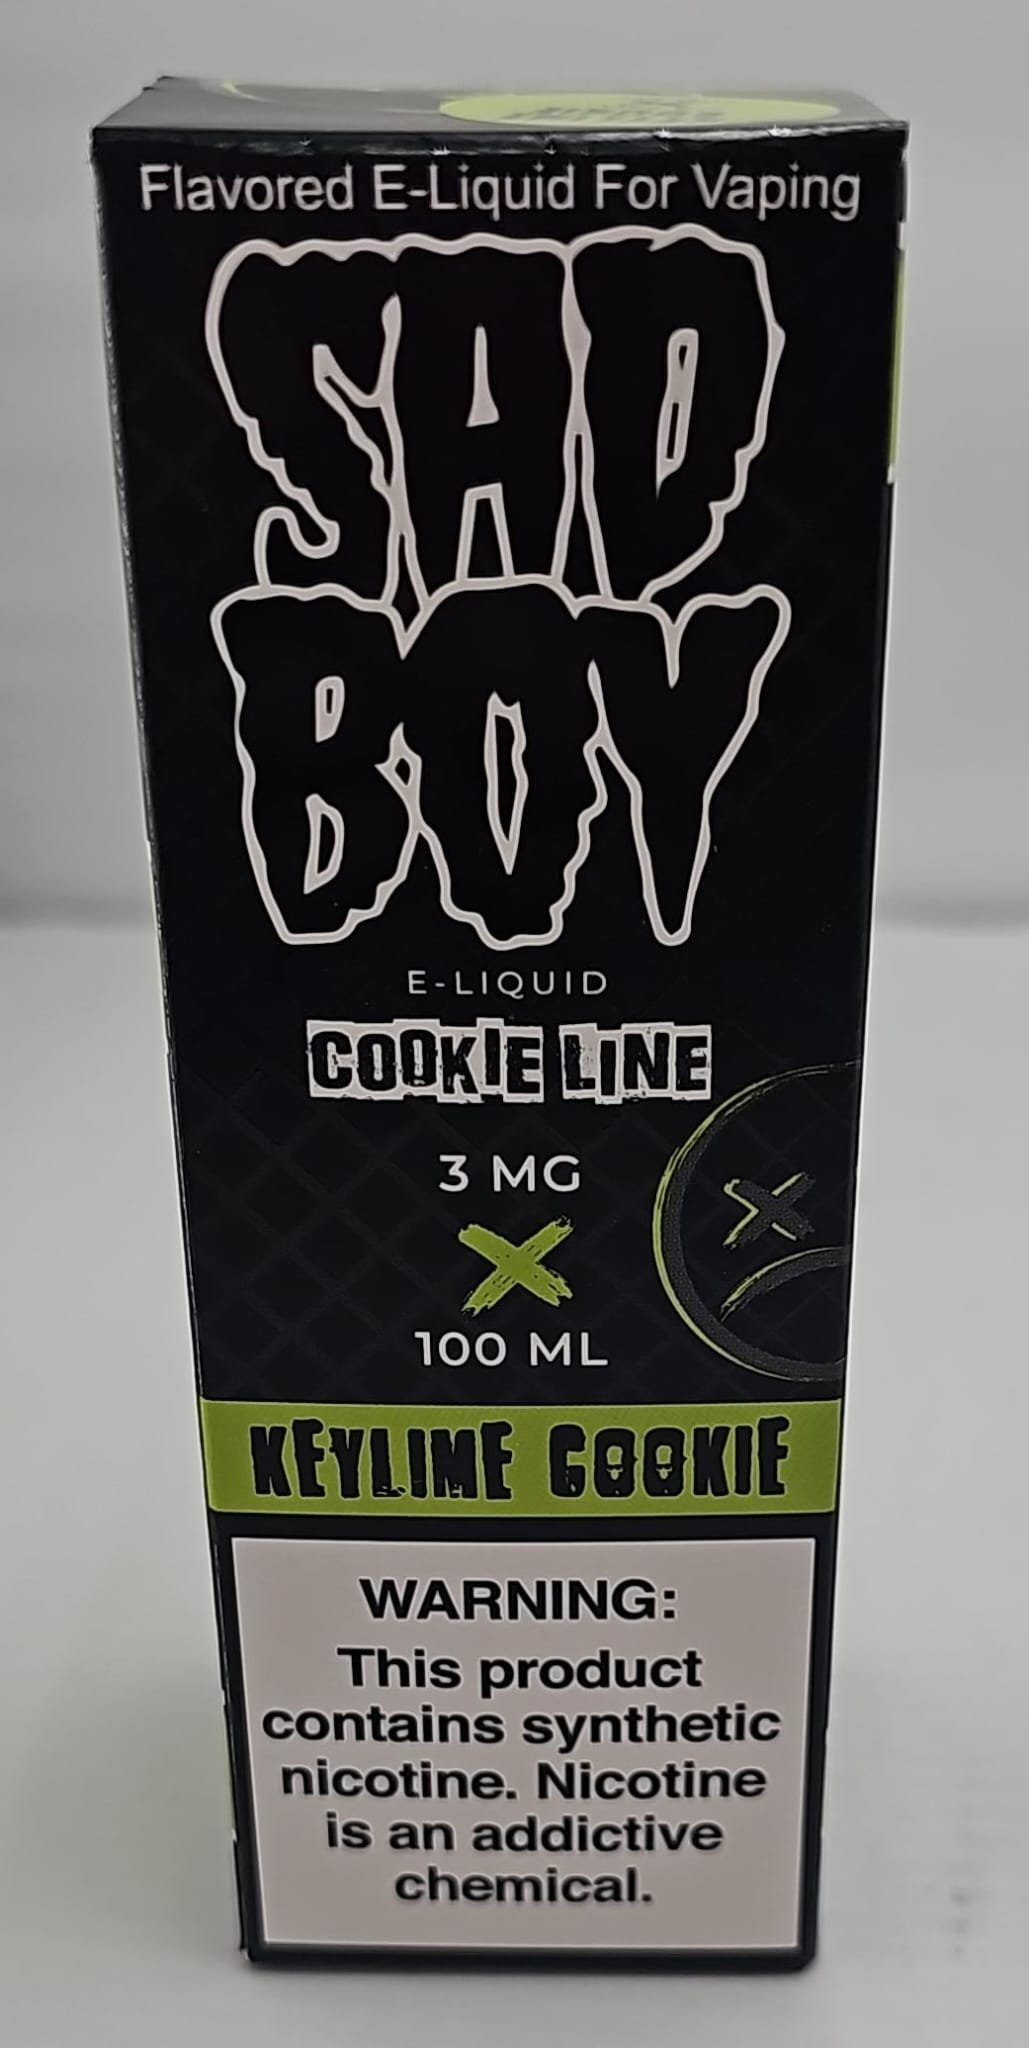 Flavored E-Liquid For Vaping
SAD
BOY
E-LIQUID
COOKIE LINE
3 MG
X
100 ML
KEYLIME COOKIE
WARNING:
This product
contains synthetic
nicotine. Nicotine
is an addictive
chemical.